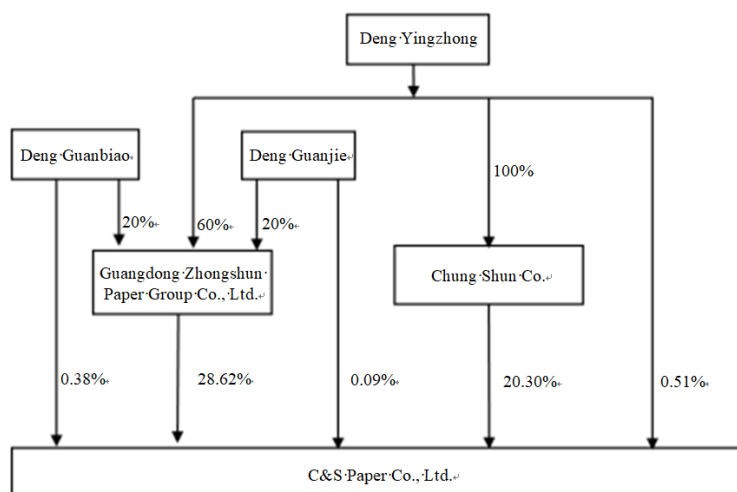 Deng Yingzhong
Deng Guanbiao
Deng Guanjie
100%
20%
60%
20%
Guangdong Zhongshun
Paper Group Co., Ltd.
Chung Shun Co.
0.38%
28.62%
0.09%
20.30%
0.51%
C&S Paper Co., Ltd.